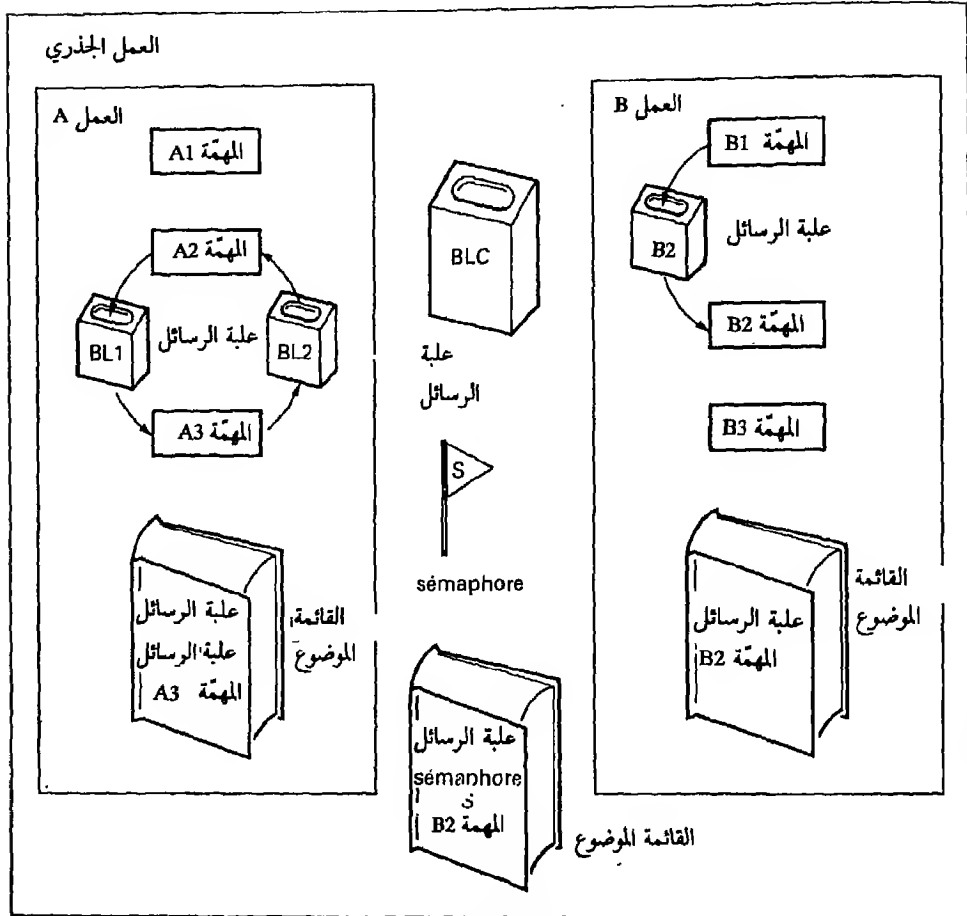 العمل الجذري
العمل A
المهمّة A1
المهمّة A2
BL1
علبة الرسائل
BL2
المهمّة A3
علبة الرسائل
علبة الرسائل
المهمّة A3
القائمة
الموضوع
BLC
علبة
الرسائل
S
sémaphore
علبة الرسائل
sémaphore
S
المهمة B2
القائمة الموضوع
العمل B
المهمّة B1
B2
علبة الرسائل
المهمّة B2
المهمّة B3
علبة الرسائل
المهمّة B2
القائمة
الموضوع